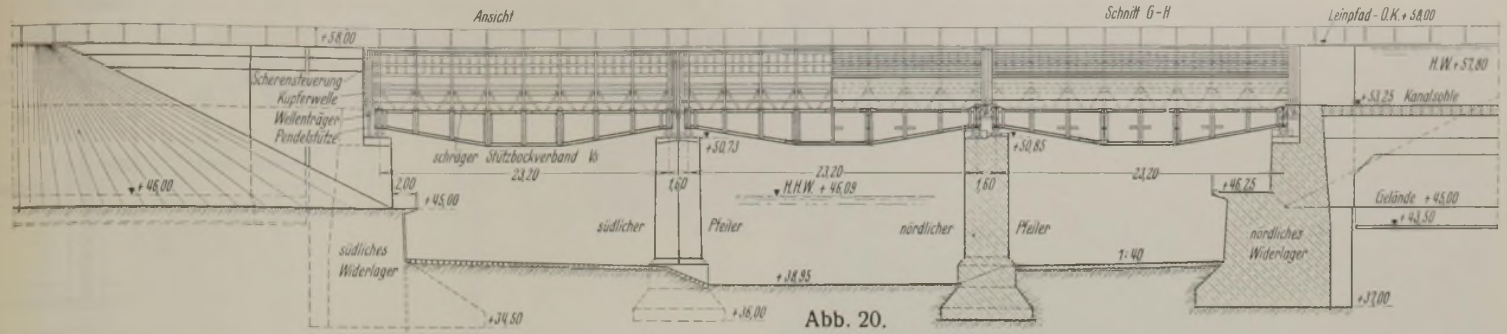 Ansicht
Schnitt G-H
Leinpfad-O.K. + 58,00
+58,00
H.W. + 57,80
Scherensteuerung
Kupferwelle
Wellenträger
Pendelstütze
+53,25 Kanalsohle
+50,73
+50,85
schräger Stützbockverband
23,20
1,60
23,20
1,60
23,20
+46,00
2,00
H.H.W. + 46,09
+46,25
+45,00
Gelände +45,00
+43,50
südlicher Pfeiler
nördlicher Pfeiler
südliches
Widerlager
nördliches
Widerlager
1:40
+38,95
+34,50
+36,00
+37,00
Abb. 20.